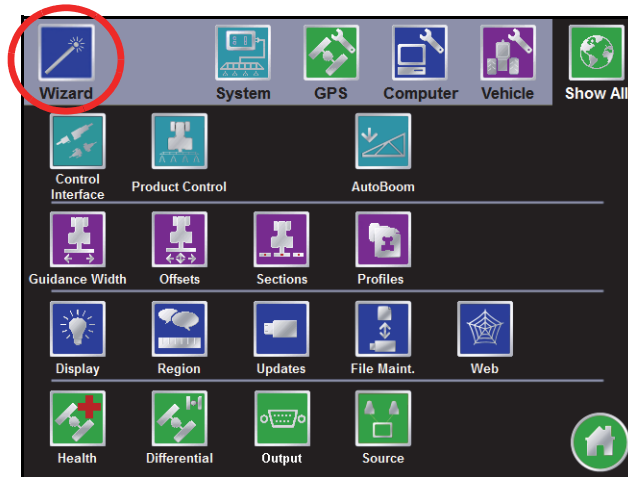 Wizard
System
GPS
Computer
Vehicle
Show All
Control
Interface
Product Control
AutoBoom
Guidance Width
Offsets
Sections
Profiles
Display
Region
Updates
File Maint.
Web
Health
Differential
Output
Source